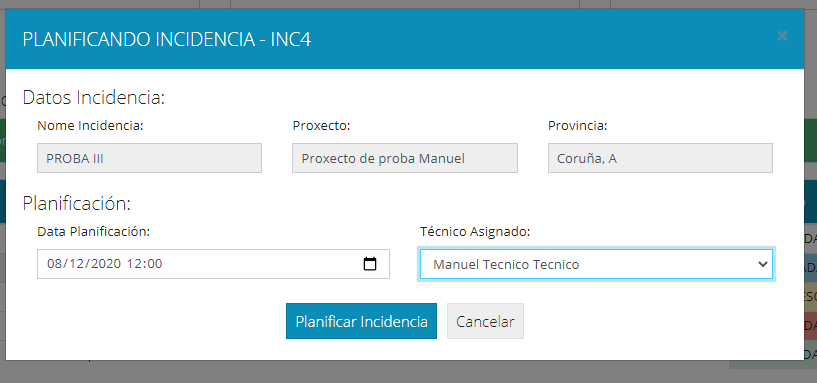 PLANIFICANDO INCIDENCIA - INC4
×
Datos Incidencia:
Nome Incidencia: Proxecto: Provincia:
PROBA III Proxecto de proba Manuel Coruña, A
Planificación:
Data Planificación: Técnico Asignado:
08/12/2020 12:00 Manuel Tecnico Tecnico
Planificar Incidencia Cancelar